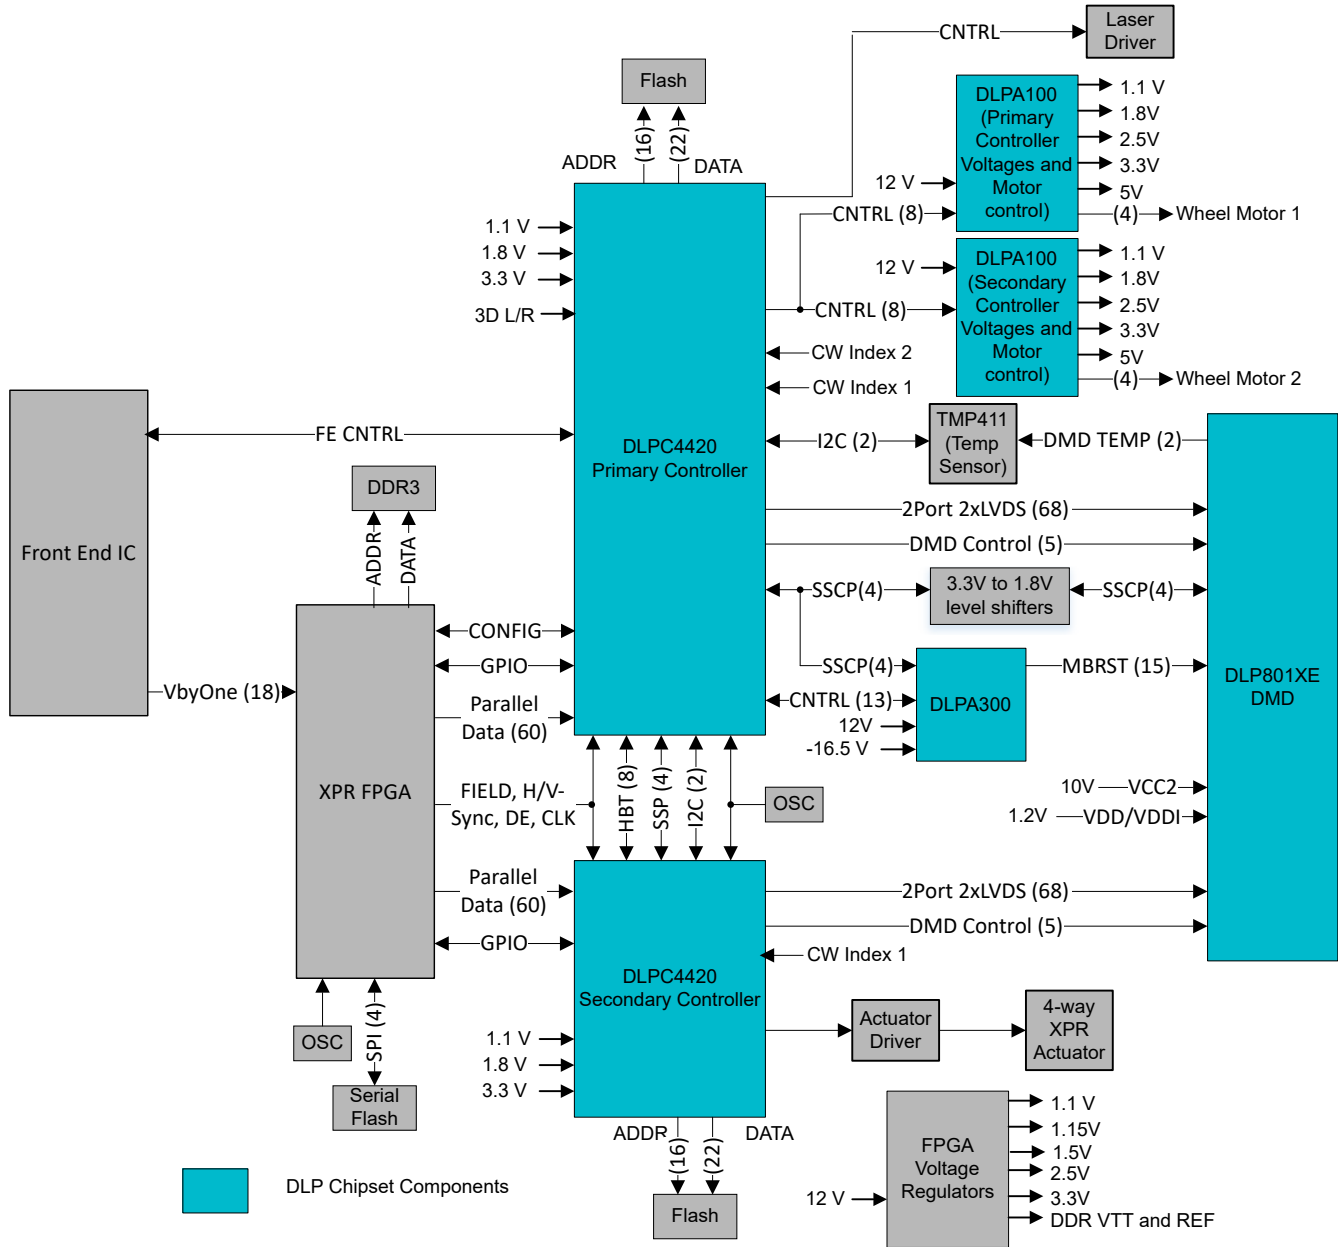 CNTRL
Laser
Driver
Flash
(16)
(22)
ADDR
DATA
DLPA100
(Primary
Controller
Voltages and
Motor
control)
1.1 V
1.8V
2.5V
3.3V
5V
(4)
Wheel Motor 1
12 V
CNTRL (8)
1.1 V
1.8 V
3.3 V
3D L/R
12 V
CNTRL (8)
DLPA100
(Secondary
Controller
Voltages and
Motor
control)
1.1 V
1.8V
2.5V
3.3V
5V
(4)
Wheel Motor 2
CW Index 2
CW Index 1
FE CNTRL
DLPC4420
Primary Controller
I2C (2)
TMP411
(Temp
Sensor)
DMD TEMP (2)
DDR3
ADDR
DATA
Front End IC
2Port 2xLVDS (68)
DMD Control (5)
SSCP(4)
3.3V to 1.8V
level shifters
SSCP(4)
CONFIG
GPIO
VbyOne (18)
Parallel
Data (60)
SSCP(4)
CNTRL (13)
12V
-16.5 V
DLPA300
MBRST (15)
DLP801XE
DMD
XPR FPGA
FIELD, H/V-
Sync, DE, CLK
HBT (8)
SSP (4)
I2C (2)
OSC
10V
VCC2
1.2V
VDD/VDDI
Parallel
Data (60)
GPIO
2Port 2xLVDS (68)
DMD Control (5)
CW Index 1
DLPC4420
Secondary Controller
OSC
SPI (4)
Serial
Flash
1.1 V
1.8 V
3.3 V
Actuator
Driver
4-way
XPR
Actuator
ADDR
(16)
(22)
DATA
Flash
12 V
FPGA
Voltage
Regulators
1.1 V
1.15V
1.5V
2.5V
3.3V
DDR VTT and REF
DLP Chipset Components